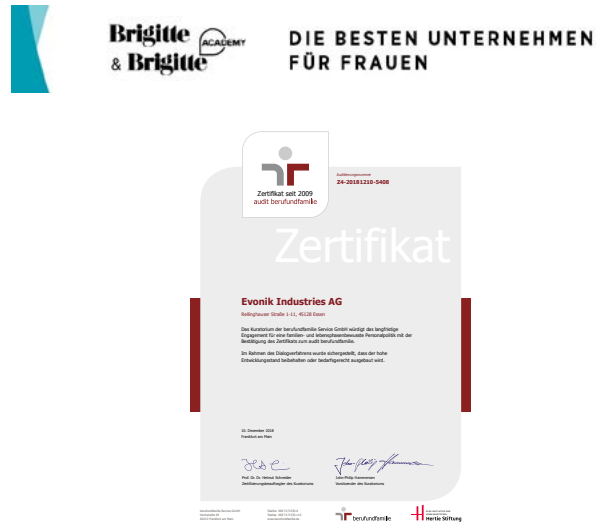 Brigitte ACADEMY
& Brigitte
DIE BESTEN UNTERNEHMEN
FÜR FRAUEN
Zertifikat seit 2009
audit berufundfamilie
Auditierungsnummer
Z4-20181210-5408
Zertifikat
Evonik Industries AG
Rellinghauser Straße 1-11, 45128 Essen
Das Kuratorium der berufundfamilie Service GmbH würdigt das langfristige
Engagement für eine familien- und lebensphasenbewusste Personalpolitik mit der
Bestätigung des Zertifikats zum audit berufundfamilie.
Im Rahmen des Dialogverfahrens wurde sichergestellt, dass der hohe
Entwicklungsstand beibehalten oder bedarfsgerecht ausgebaut wird.
10. Dezember 2018
Frankfurt am Main
Prof. Dr. Dr. Helmut Schneider
Zertifizierungsbeauftragter des Kuratoriums
John-Philip Hammersen
Vorsitzender des Kuratoriums
berufundfamilie
Hertie Stiftung